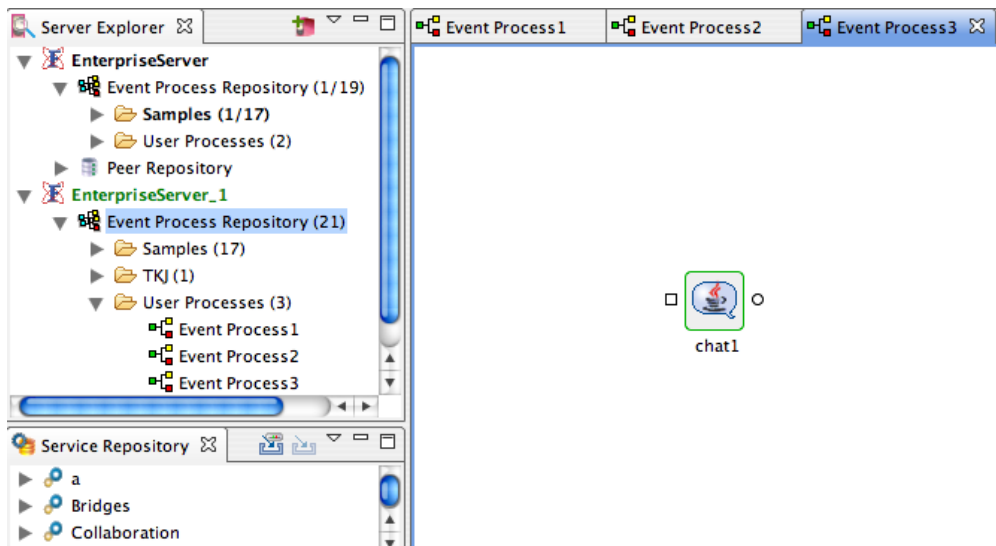 Server Explorer
EnterpriseServer
Event Process Repository (1/19)
Samples (1/17)
User Processes (2)
Peer Repository
EnterpriseServer_1
Event Process Repository (21)
Samples (17)
TKJ (1)
User Processes (3)
Event Process1
Event Process2
Event Process3
Service Repository
a
Bridges
Collaboration
Event Process1
Event Process2
Event Process3
chat1